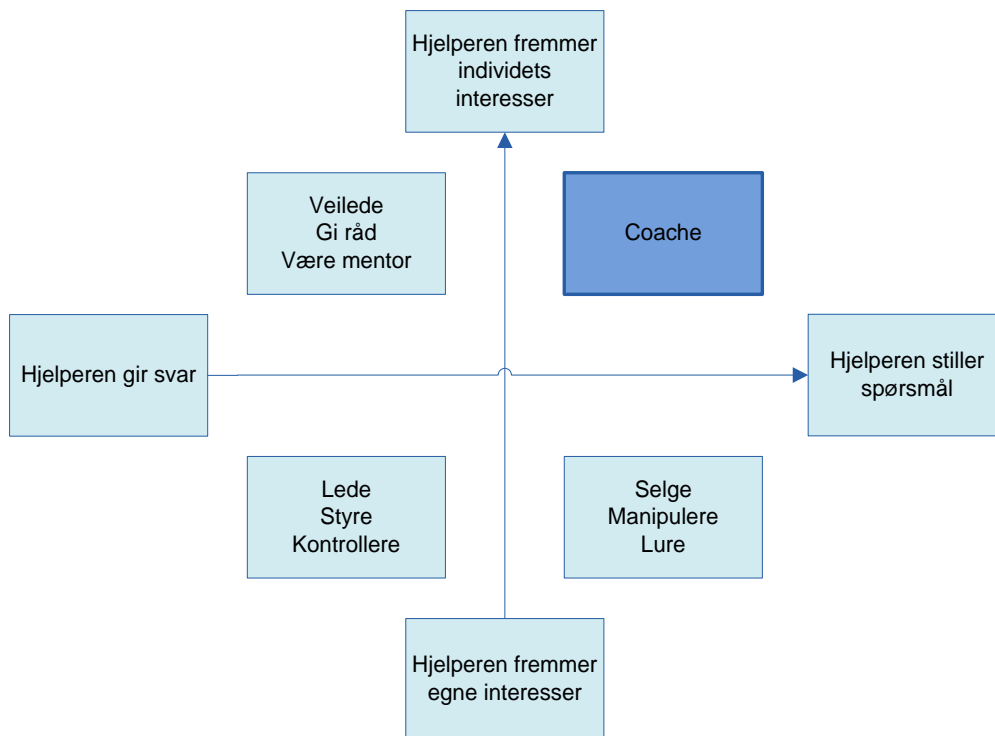 Hjelperen fremmer
individets
interesser
Veilede
Gi råd
Være mentor
Coache
Hjelperen gir svar
Hjelperen stiller
spørsmål
Lede
Styre
Kontrollere
Selge
Manipulere
Lure
Hjelperen fremmer
egne interesser